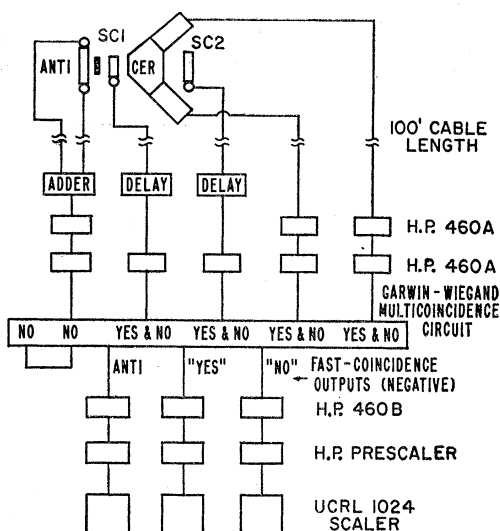 SC1
SC2
ANTI
CER
100' CABLE
LENGTH
ADDER
DELAY
DELAY
H.P. 460A
H.P. 460A
GARWIN-WIEGAND
MULTICOINCIDENCE
CIRCUIT
NO NO YES & NO YES & NO YES & NO YES & NO
ANTI "YES" "NO"
FAST-COINCIDENCE
OUTPUTS (NEGATIVE)
H.P. 460B
H.P. PRESCALER
UCRL 1024
SCALER